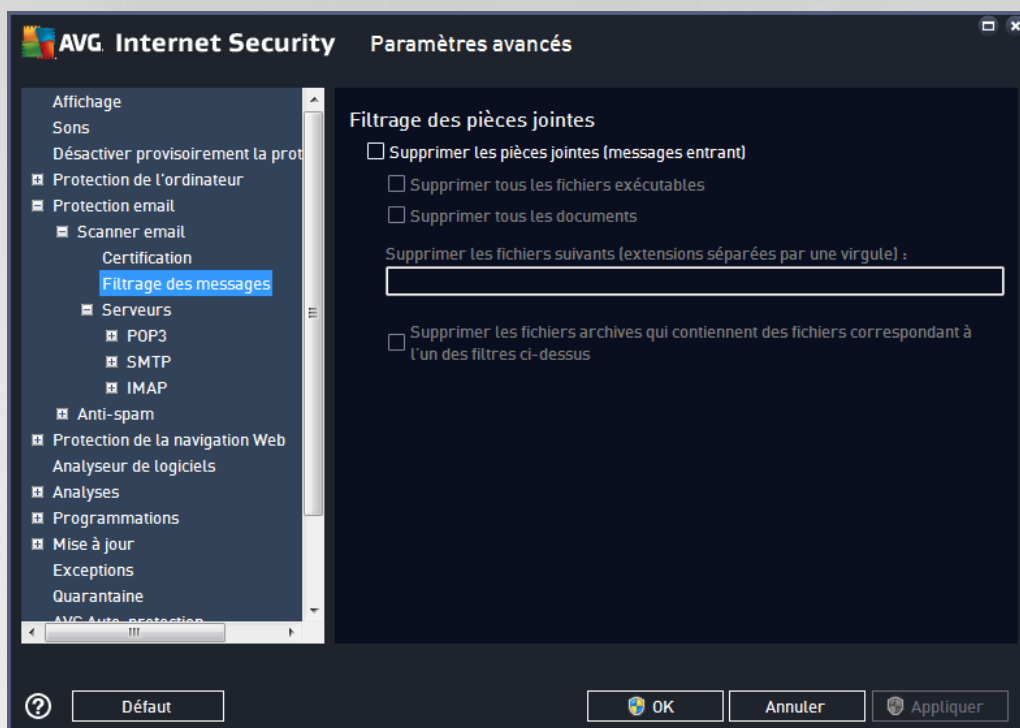 AVG. Internet Security Paramètres avancés
Affichage
Sons
Désactiver provisoirement la prot
Protection de l'ordinateur
Protection email
Scanner email
Certification
Filtrage des messages
Serveurs
POP3
SMTP
IMAP
Anti-spam
Protection de la navigation Web
Analyseur de logiciels
Analyses
Programmations
Mise à jour
Exceptions
Quarantaine
AVG Auto-protection
Filtrage des pièces jointes
Supprimer les pièces jointes (messages entrant)
Supprimer tous les fichiers exécutables
Supprimer tous les documents
Supprimer les fichiers suivants (extensions séparées par une virgule) :
Supprimer les fichiers archives qui contiennent des fichiers correspondant à
l'un des filtres ci-dessus
? Défaut OK Annuler Appliquer